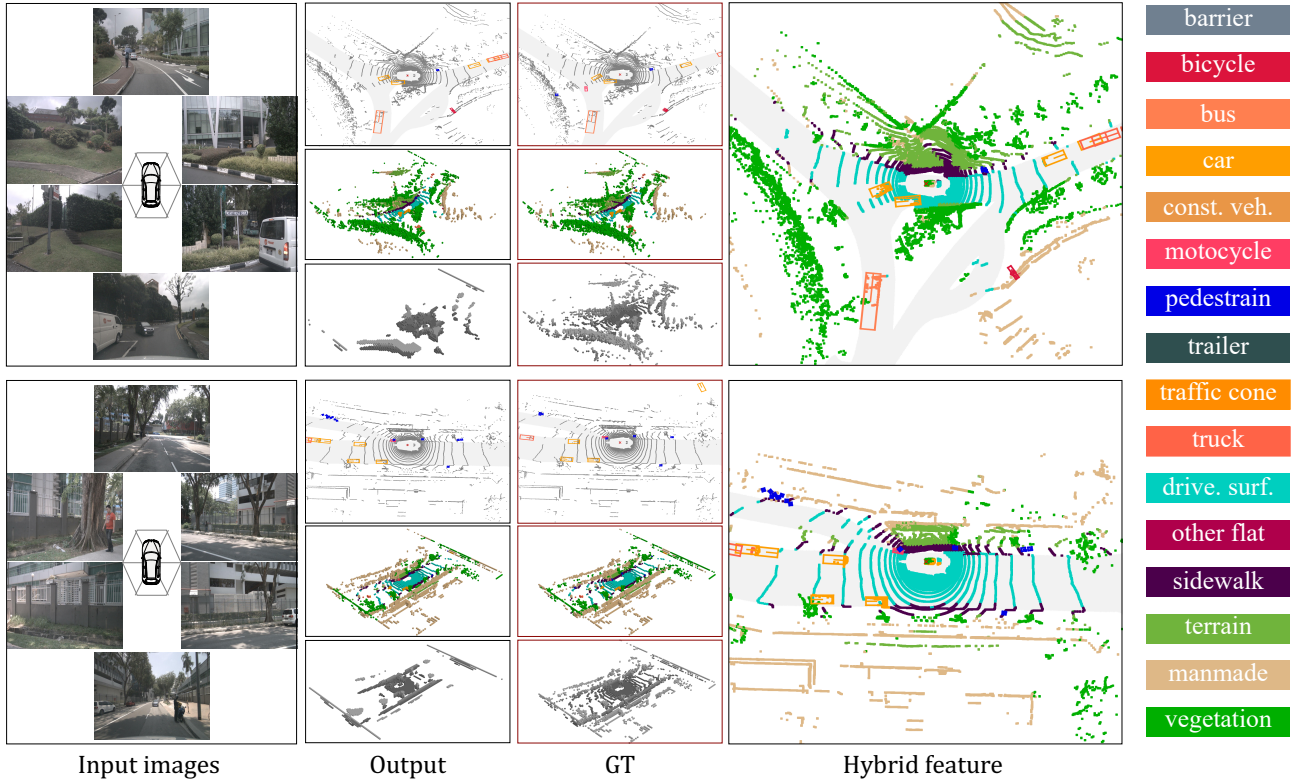 barrier
bicycle
bus
car
const. veh.
motocycle
pedestrain
trailer
traffic cone
truck
drive. surf.
other flat
sidewalk
terrain
manmade
vegetation
Input images
Output
GT
Hybrid feature